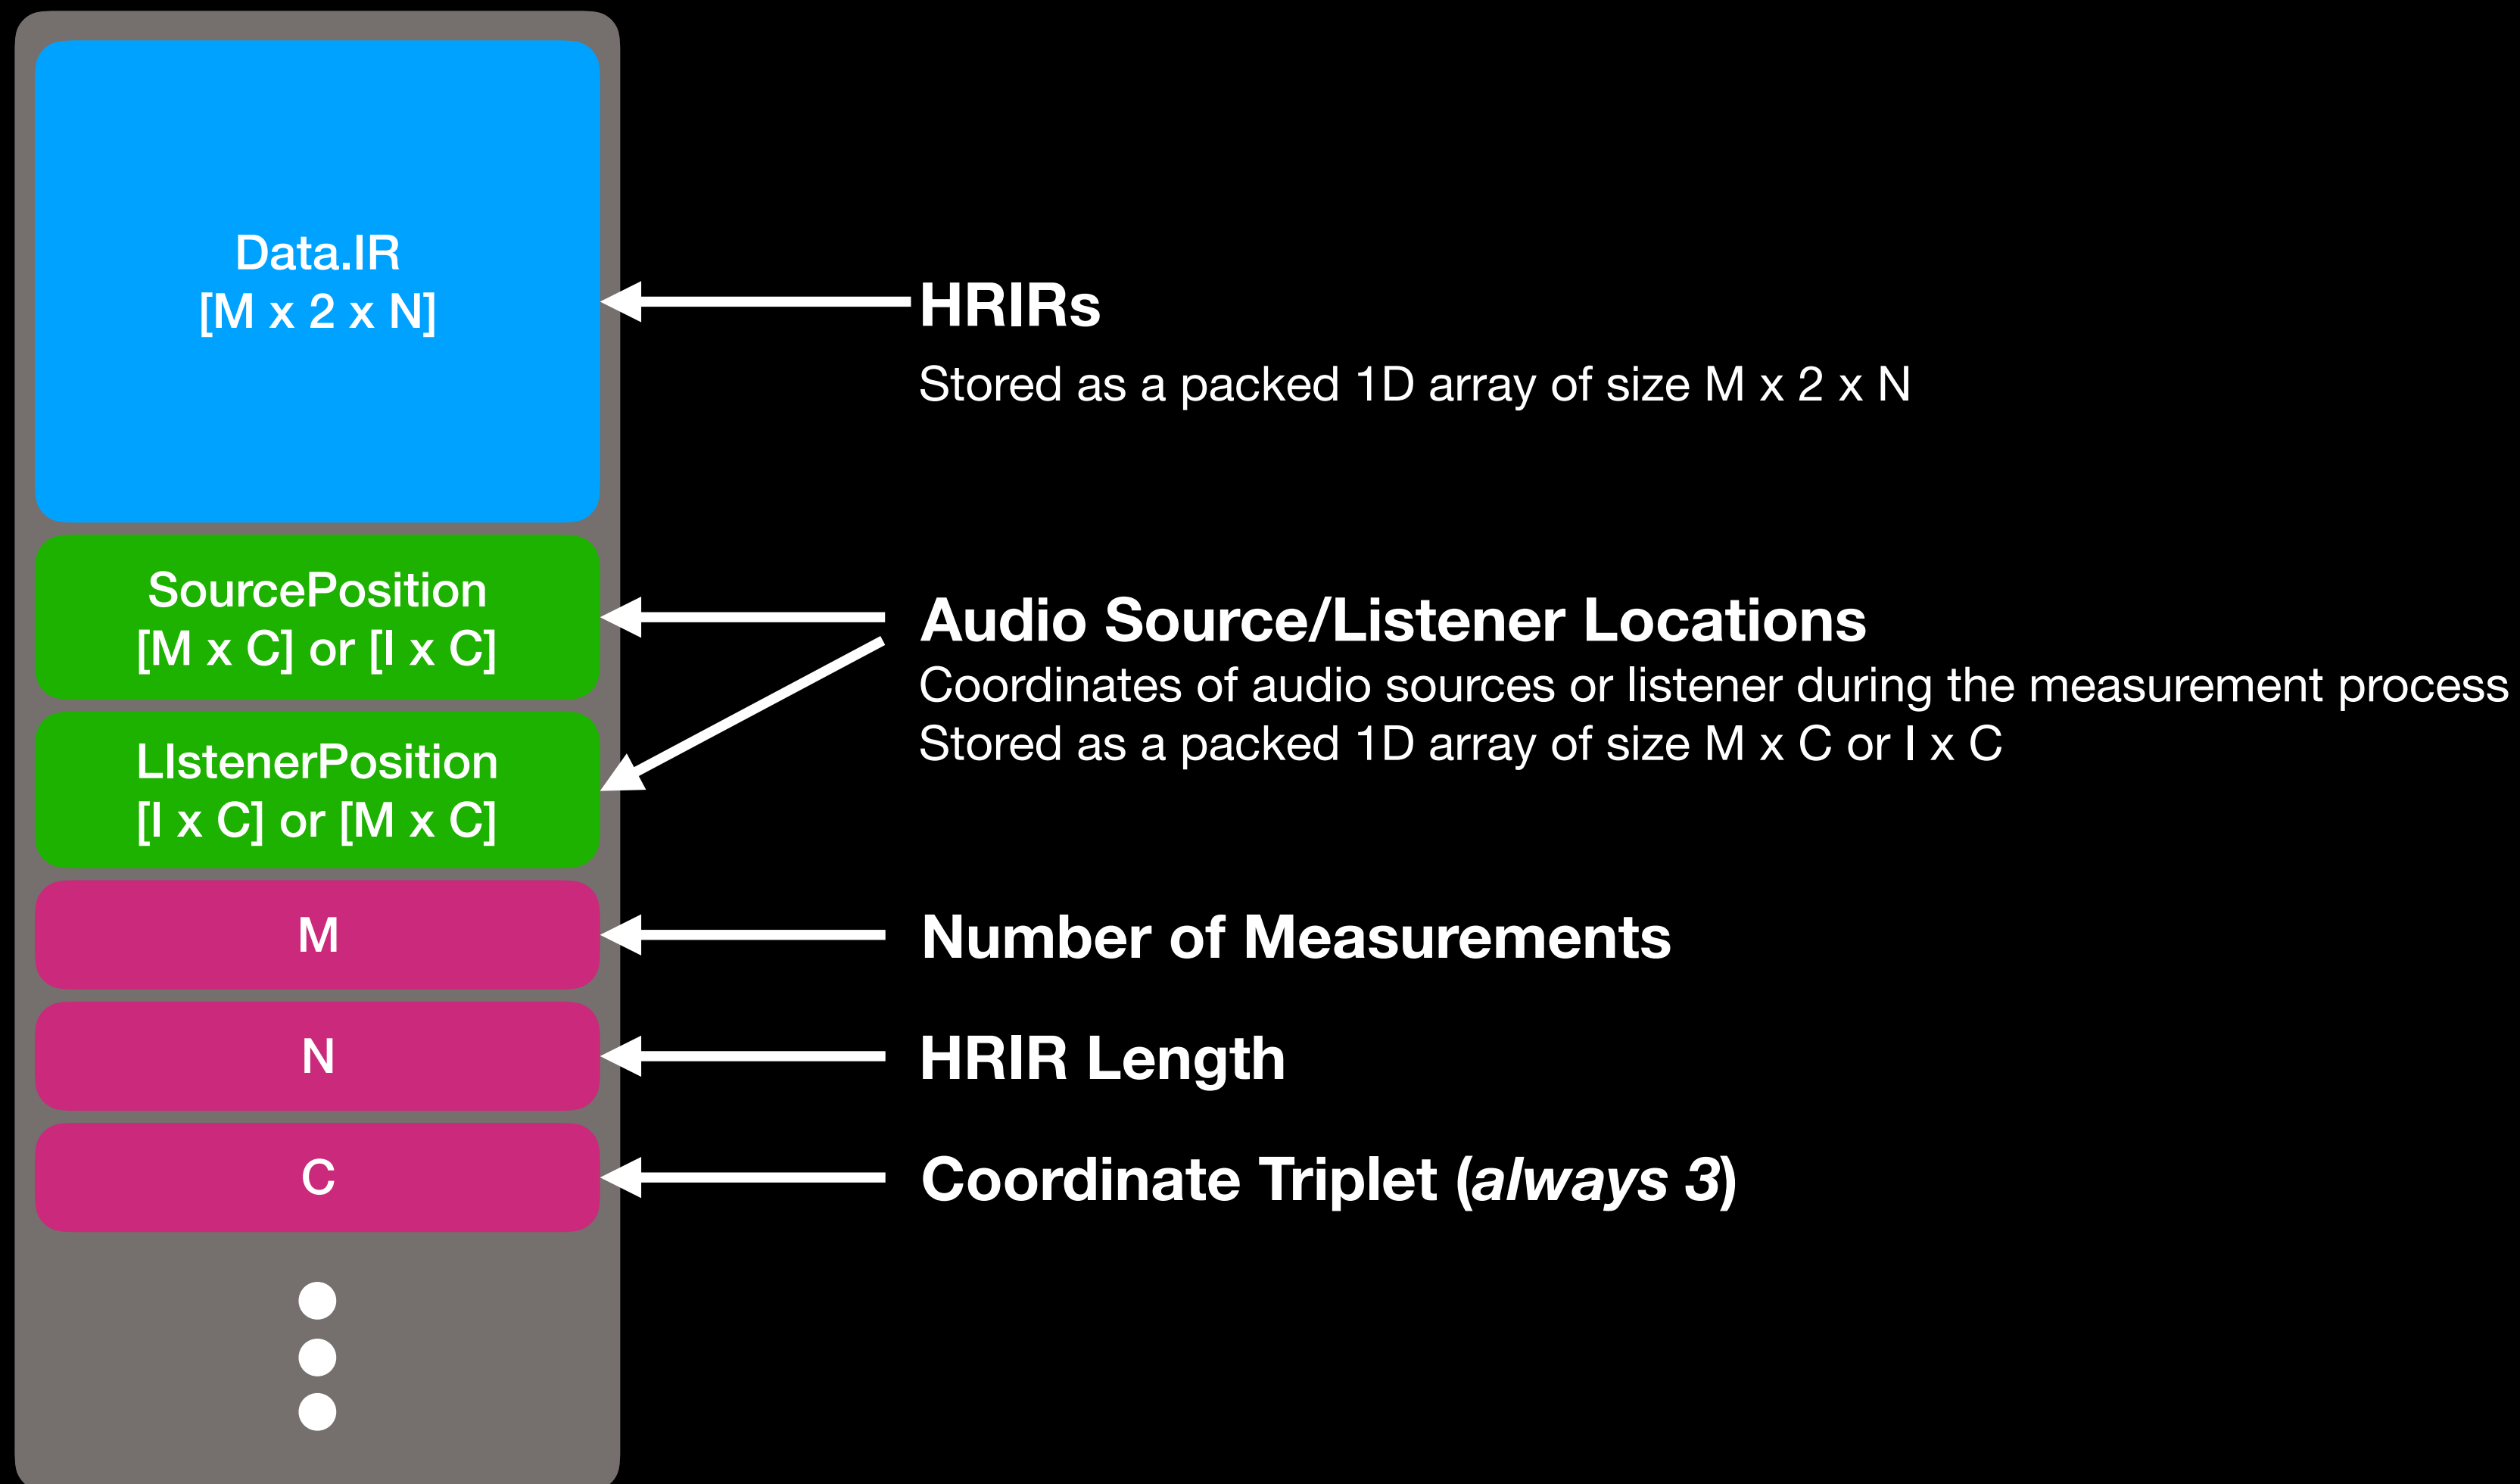 Data.IR
[M x 2 x N]
HRIRs
Stored as a packed 1D array of size M x 2 x N
SourcePosition
[M x C] or [I x C]
Audio Source/Listener Locations
Coordinates of audio sources or listener during the measurement process
Stored as a packed 1D array of size M x C or I x C
LIstenerPosition
[I x C] or [M x C]
M
Number of Measurements
N
HRIR Length
C
Coordinate Triplet (always 3)